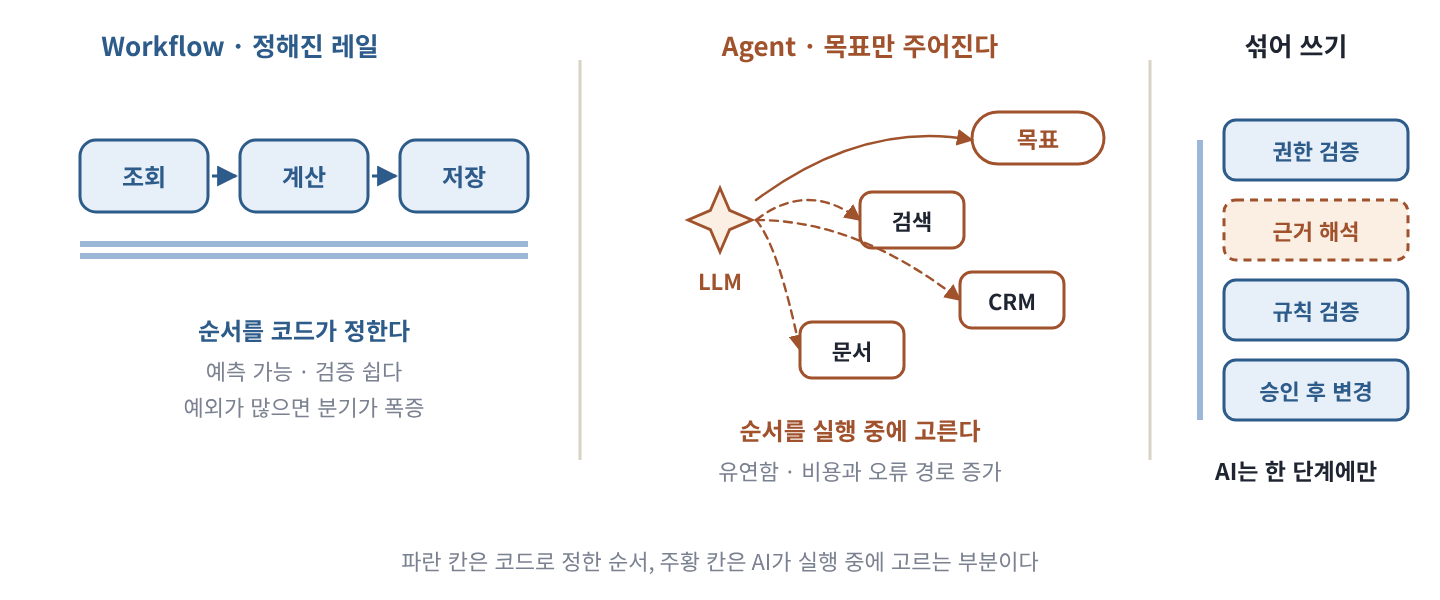 Workflow · 정해진 레일
조회
계산
저장
순서를 코드가 정한다
예측 가능 · 검증 쉽다
예외가 많으면 분기가 폭증
Agent · 목표만 주어진다
목표
검색
LLM
CRM
문서
순서를 실행 중에 고른다
유연함 · 비용과 오류 경로 증가
섞어 쓰기
권한 검증
근거 해석
규칙 검증
승인 후 변경
AI는 한 단계에만
파란 칸은 코드로 정한 순서, 주황 칸은 AI가 실행 중에 고르는 부분이다